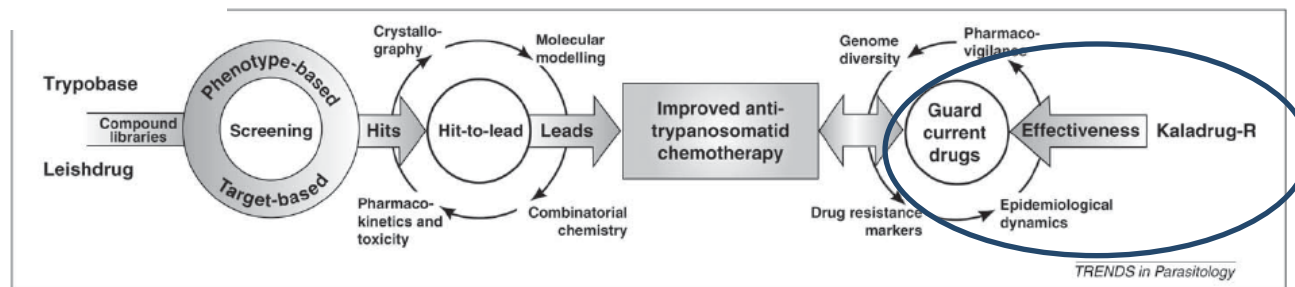 Trypobase
Compound
libraries
Leishdrug
Phenotype-based
Screening
Target-based
Hits
Crystallo-
graphy
Molecular
modelling
Hit-to-lead
Pharmaco-
kinetics and
toxicity
Combinatorial
chemistry
Leads
Improved anti-
trypanosomatid
chemotherapy
Genome
diversity
Pharmaco-
vigilance
Guard
current
drugs
Drug resistance
markers
Epidemiological
dynamics
Effectiveness
Kaladrug-R
TRENDS in Parasitology